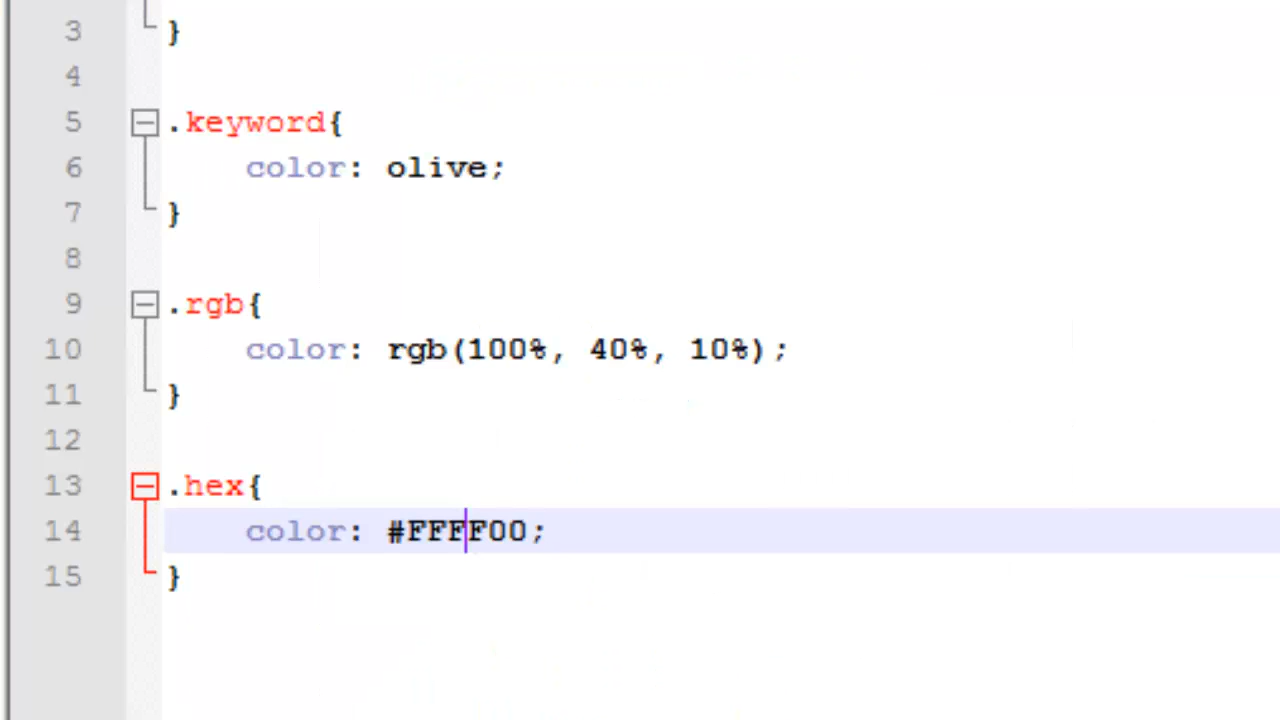 3 }
4
5 .keyword{
6 color: olive;
7 }
8
9 .rgb{
10 color: rgb(100%, 40%, 10%);
11 }
12
13 .hex{
14 color: #FFFF00;
15 }